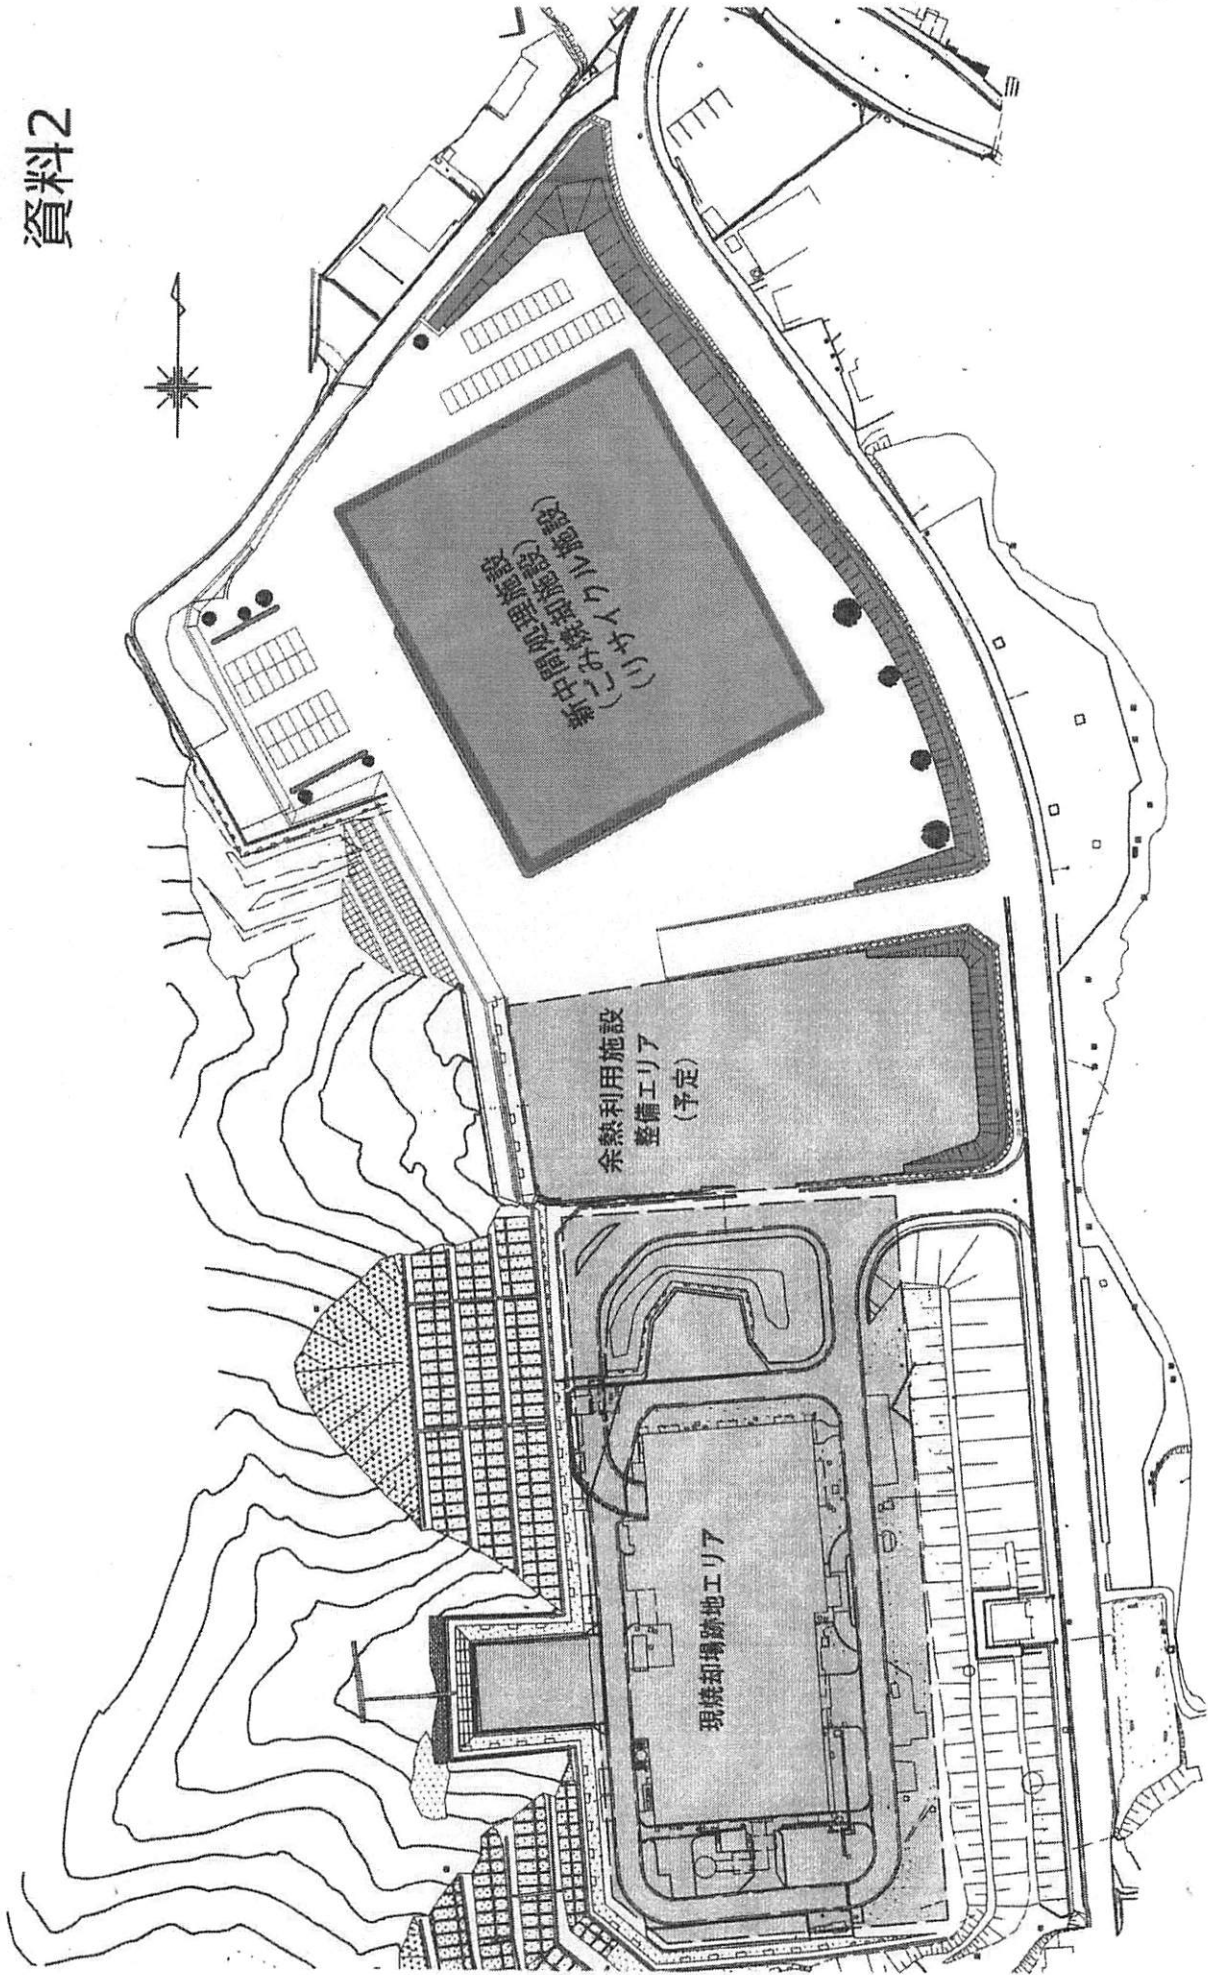 資料2
新中間処理施設
(ごみ焼却施設)
(リサイクル施設)
余熱利用施設
整備エリア
(予定)
現焼却場跡地エリア